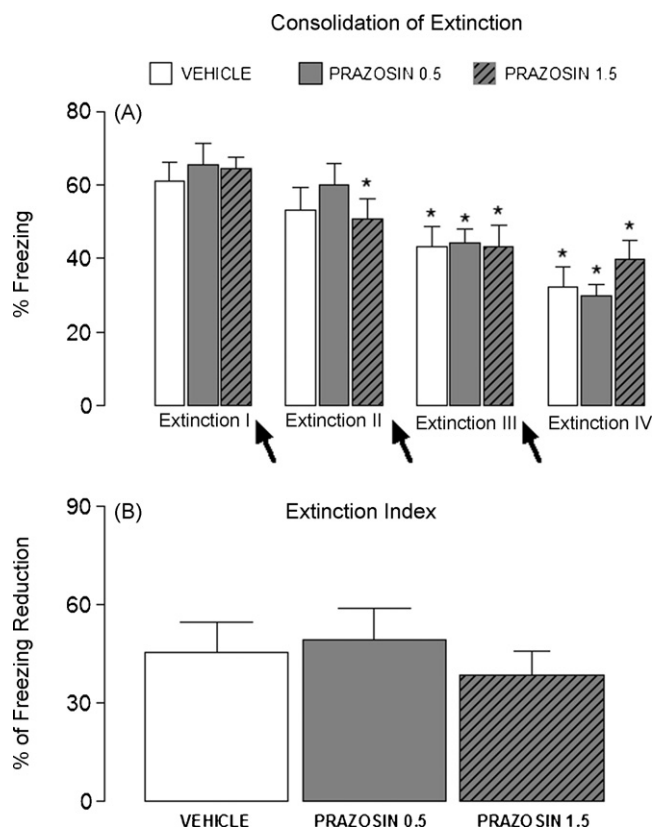 Consolidation of Extinction
VEHICLE PRAZOSIN 0.5 PRAZOSIN 1.5
(A)
% Freezing
80
60
40
20
0
* * * * * * *
Extinction I Extinction II Extinction III Extinction IV
(B) Extinction Index
% of Freezing Reduction
90
60
30
0
VEHICLE PRAZOSIN 0.5 PRAZOSIN 1.5